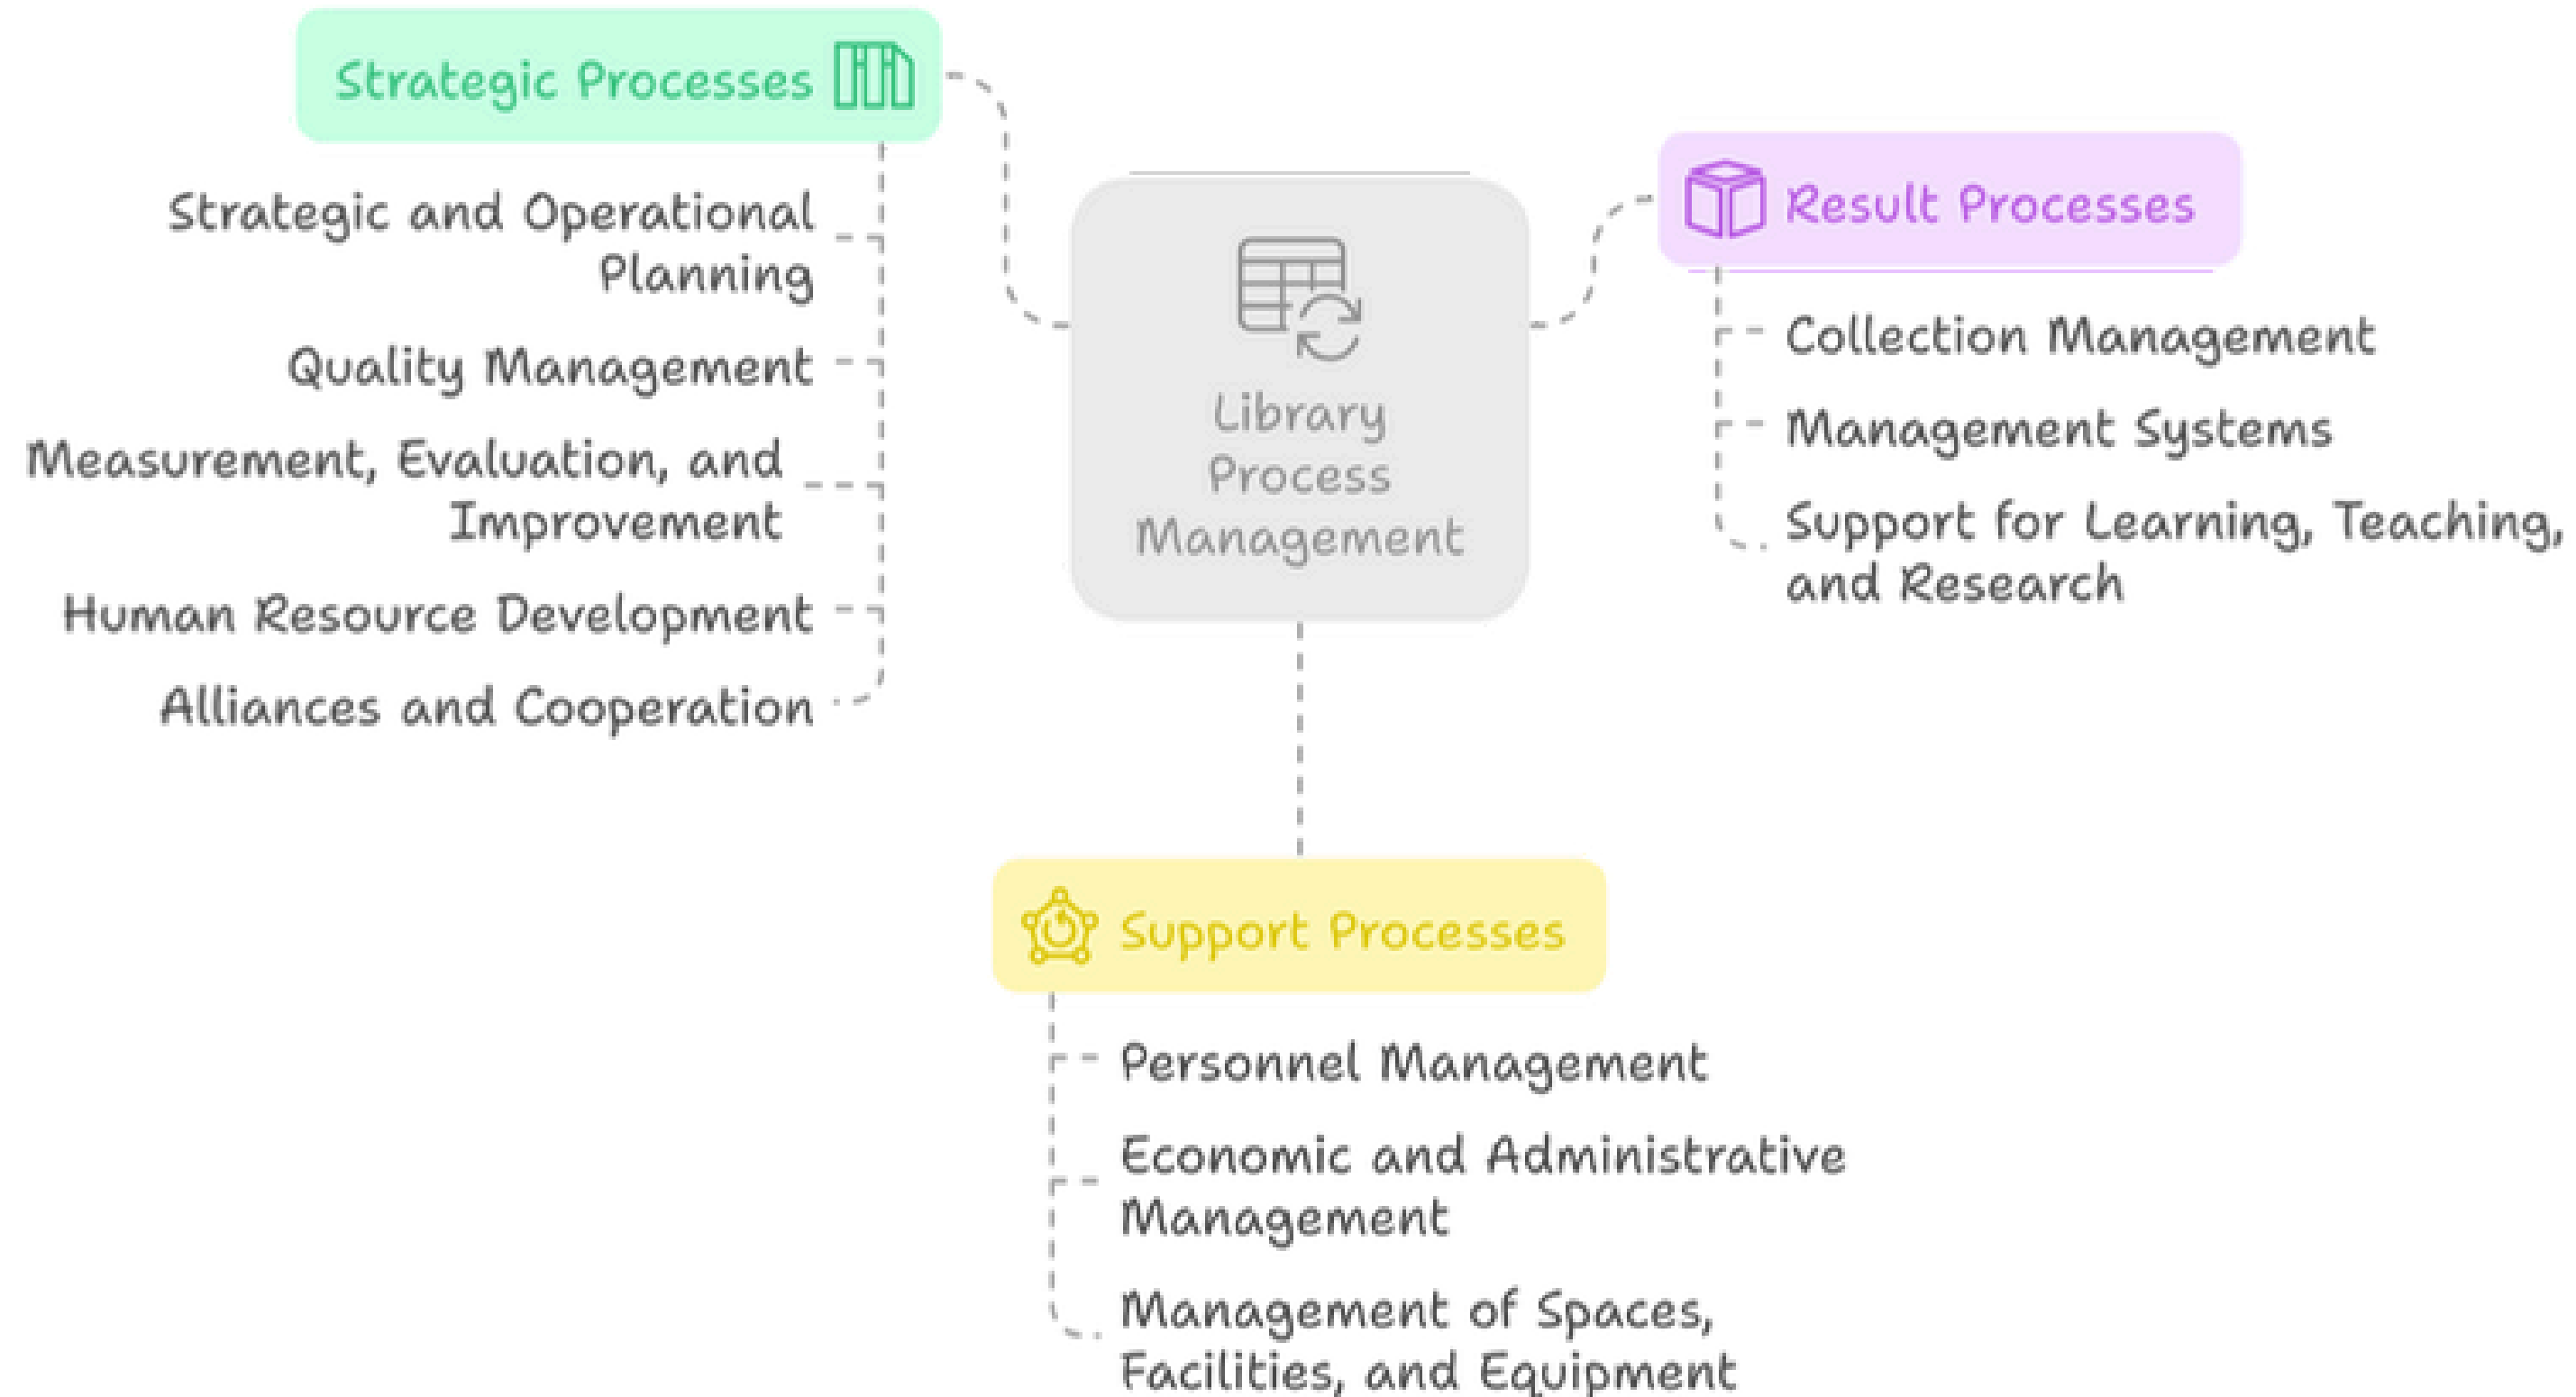 Strategic Processes
Strategic and Operational
Planning
Quality Management
Measurement, Evaluation, and
Improvement
Human Resource Development
Alliances and Cooperation
Library
Process
Management
Result Processes
Collection Management
Management Systems
Support for Learning, Teaching,
and Research
Support Processes
Personnel Management
Economic and Administrative
Management
Management of Spaces,
Facilities, and Equipment